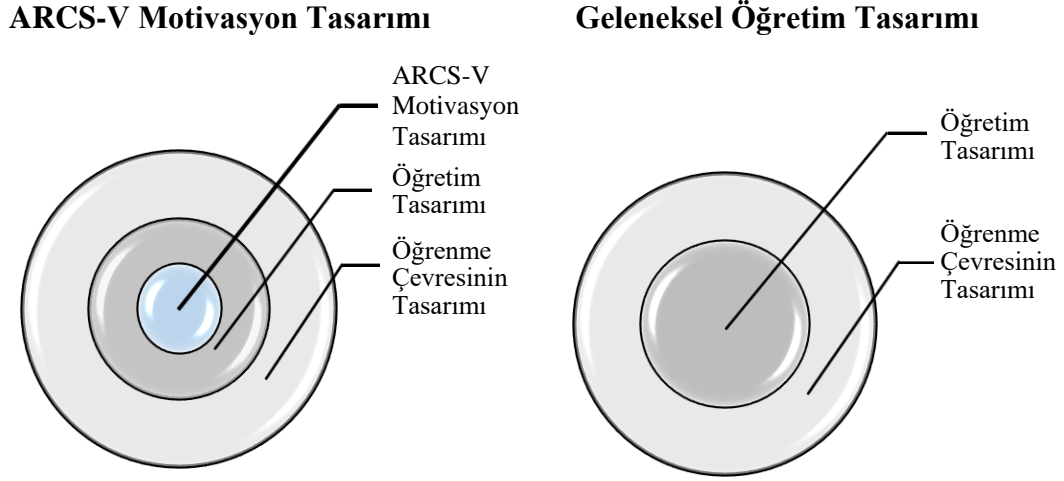 ARCS-V Motivasyon Tasarımı
ARCS-V
Motivasyon
Tasarımı
Öğretim
Tasarımı
Öğrenme
Çevresinin
Tasarımı
Geleneksel Öğretim Tasarımı
Öğretim
Tasarımı
Öğrenme
Çevresinin
Tasarımı